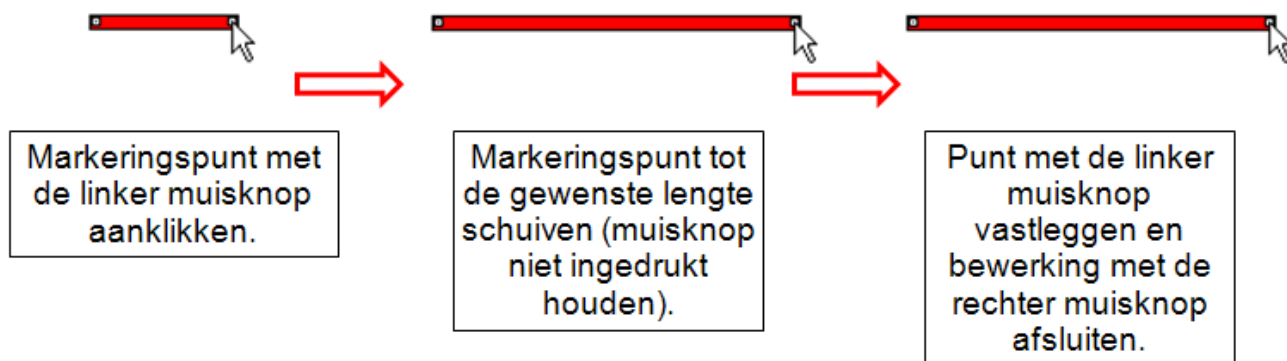 Markeringspunt met
de linker muisknop
aanklikken.
Markeringspunt tot
de gewenste lengte
schuiven (muisknop
niet ingedrukt
houden).
Punt met de linker
muisknop
vastleggen en
bewerking met de
rechter muisknop
afsluiten.